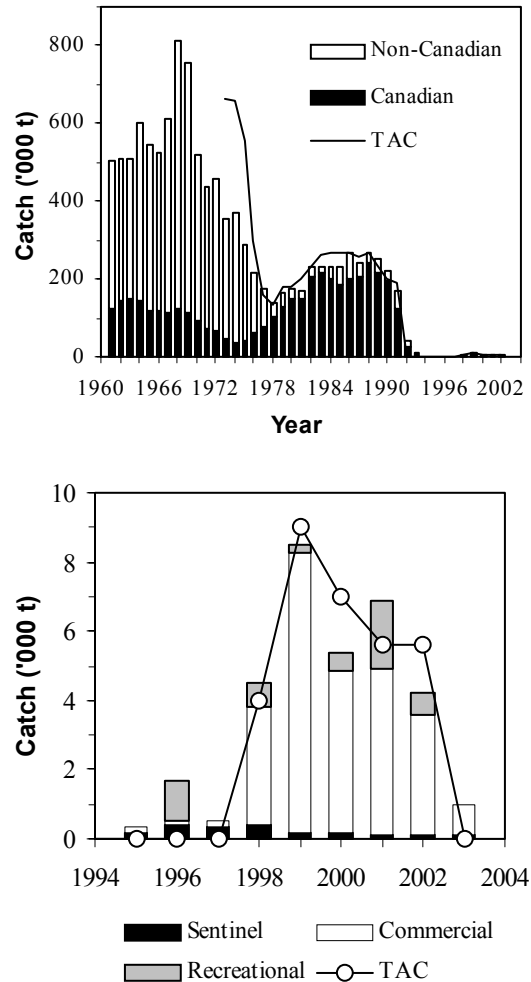 800
600
400
200
0
Catch ('000 t)
Non-Canadian
Canadian
TAC
1960 1966 1972 1978 1984 1990 1996 2002
Year
10
8
6
4
2
0
Catch ('000 t)
1994 1996 1998 2000 2002 2004
Sentinel Commercial
Recreational TAC